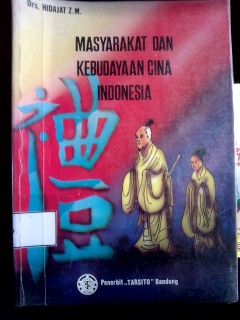 Drs. HIDAJAT Z.M.
MASYARAKAT DAN
KEBUDAYAAN CINA
INDONESIA
Penerbit „TARSITO” Bandung